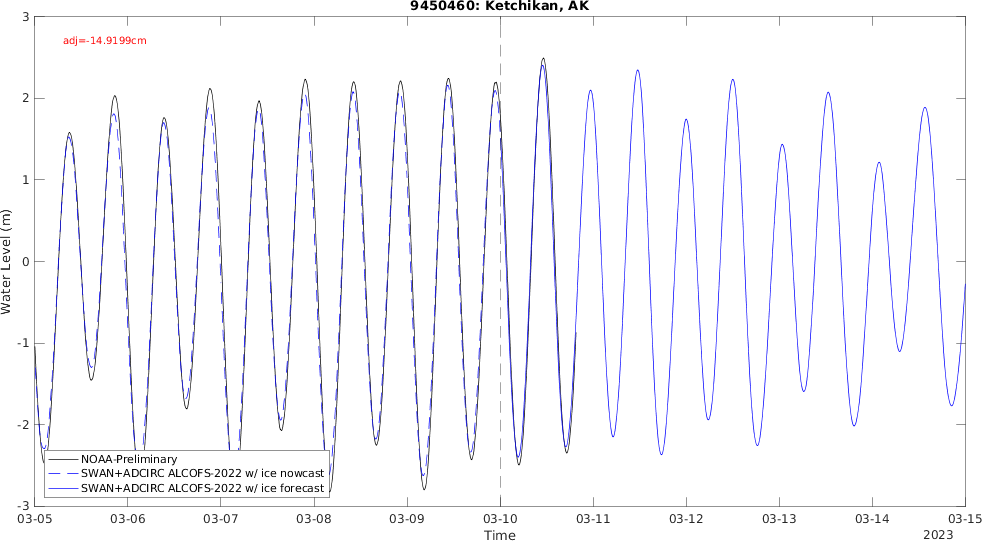 9450460: Ketchikan, AK
adj=-14.9199cm
Water Level (m)
3
2
1
0
-1
-2
-3
NOAA-Preliminary
SWAN+ADCIRC ALCOFS-2022 w/ ice nowcast
SWAN+ADCIRC ALCOFS-2022 w/ ice forecast
03-05 03-06 03-07 03-08 03-09 03-10 03-11 03-12 03-13 03-14 03-15
Time
2023